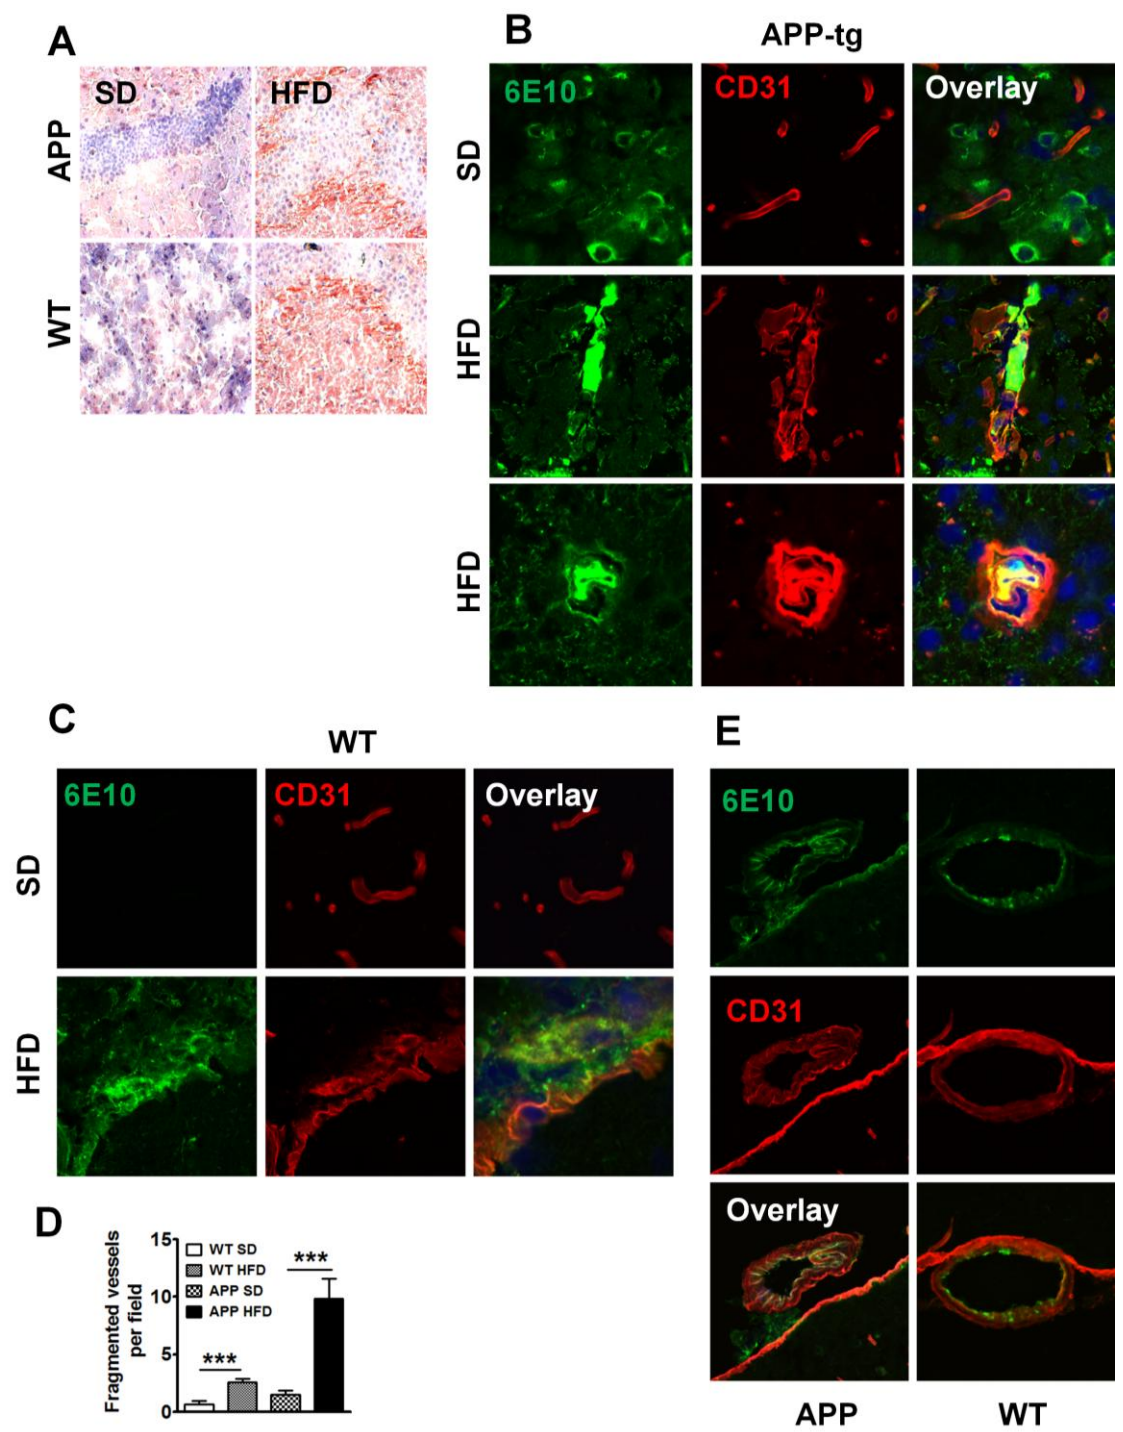 A
SD
HFD
APP
WT
B
APP-tg
6E10
CD31
Overlay
SD
HFD
HFD
C
WT
6E10
CD31
Overlay
SD
HFD
D
Fragmented vessels
per field
15
10
5
0
WT SD
WT HFD
APP SD
APP HFD
***
***
E
6E10
CD31
Overlay
APP
WT